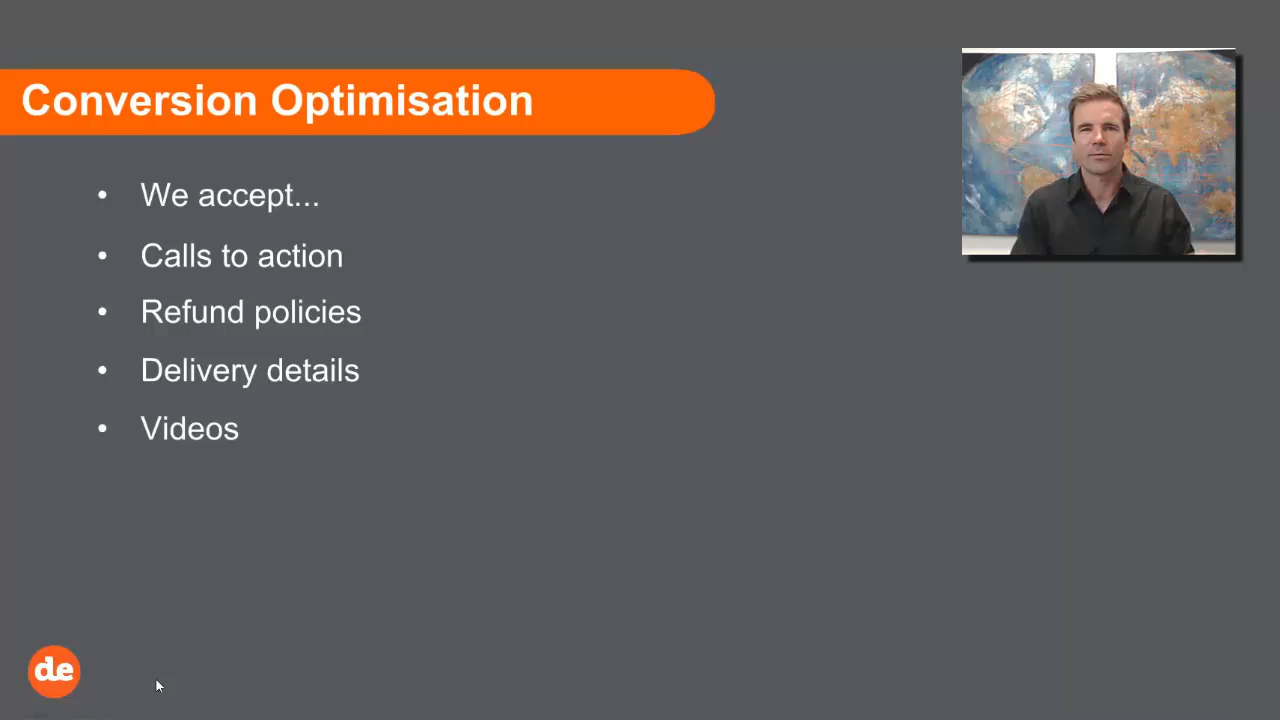 Conversion Optimisation
• We accept...
• Calls to action
• Refund policies
• Delivery details
• Videos
de